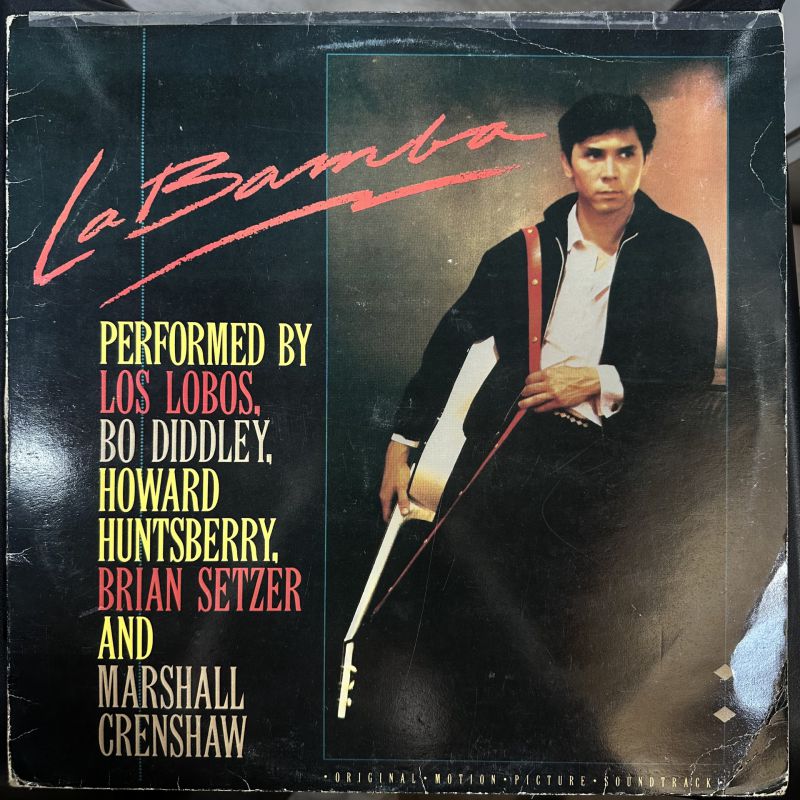 La Bamba
PERFORMED BY
LOS LOBOS,
BO DIDDLEY,
HOWARD
HUNTSBERRY,
BRIAN SETZER
AND
MARSHALL
CRENSHAW
• ORIGINAL • MOTION • PICTURE • SOUNDTRACK •